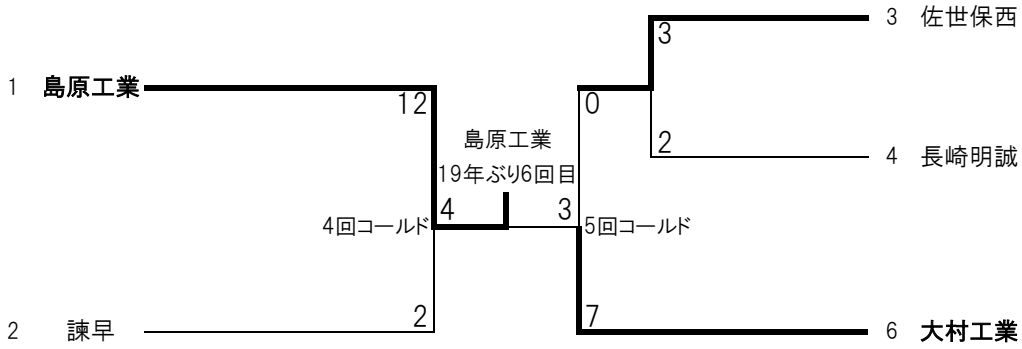 3 佐世保西
3
1 島原工業
12
0
島原工業
2
19年ぶり6回目
4 長崎明誠
4
3
4回コールド
5回コールド
2
7
2 諫早
6 大村工業